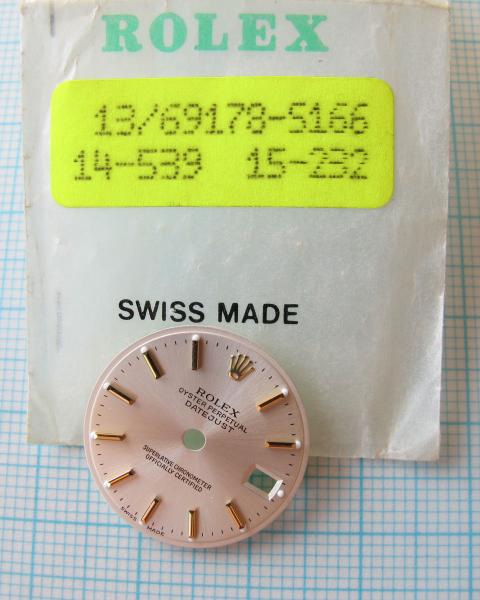 ROLEX
13/69178-5166
14-539 15-232
SWISS MADE
ROLEX
OYSTER PERPETUAL
DATEJUST
SUPERLATIVE CHRONOMETER
OFFICIALLY CERTIFIED
SWISS MADE